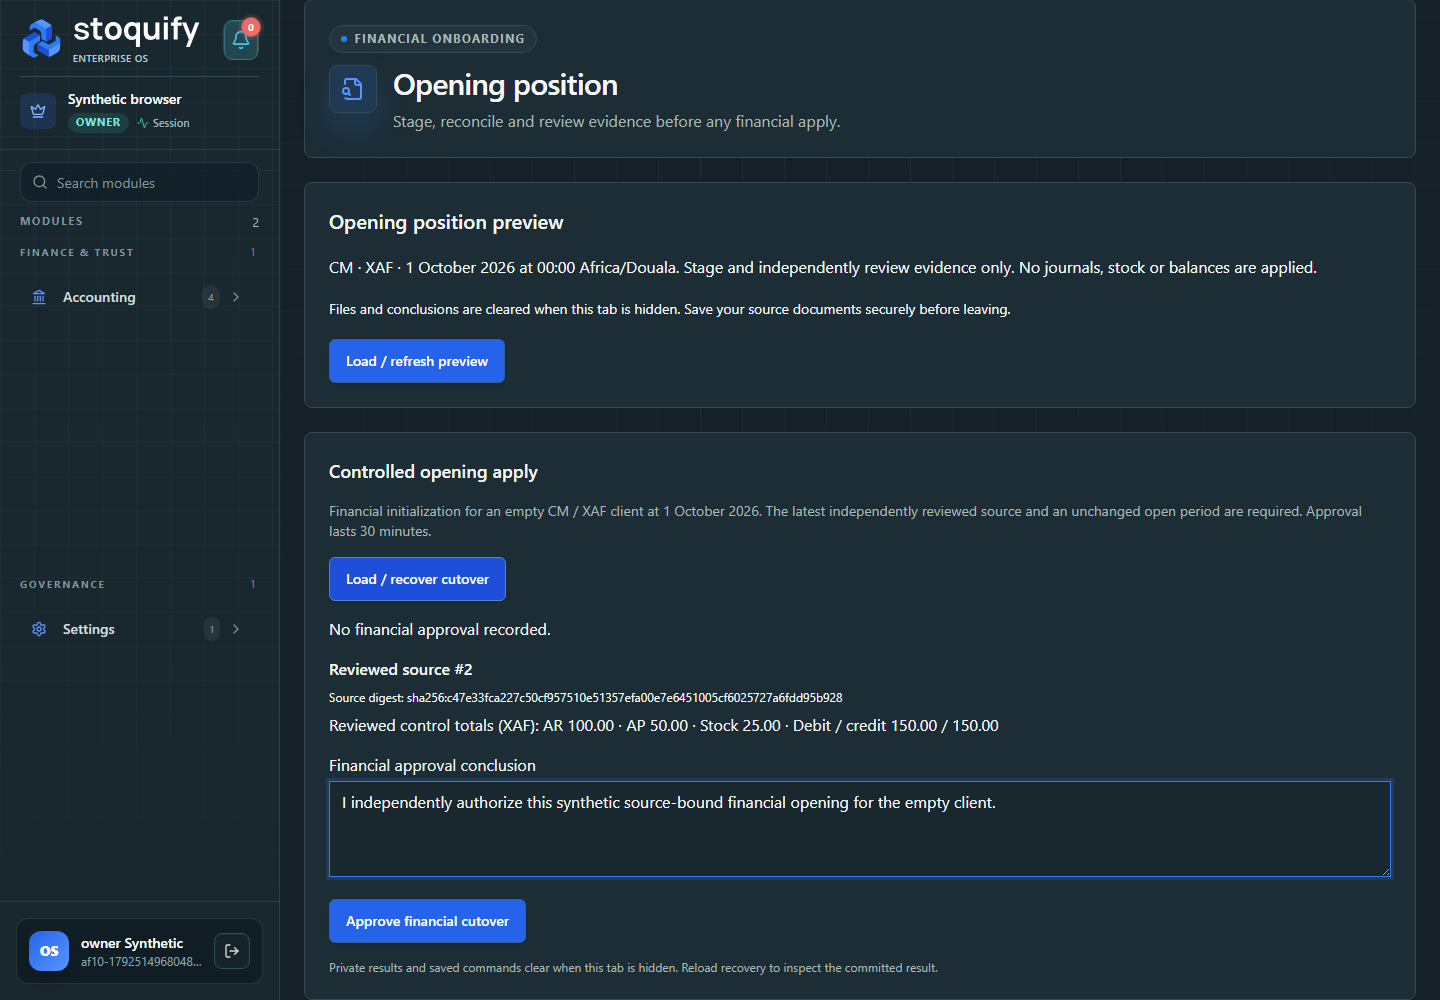 stoquify
ENTERPRISE OS
0
Synthetic browser
OWNER
Session
Search modules
MODULES
2
FINANCE & TRUST
1
Accounting
4
GOVERNANCE
1
Settings
1
OS
owner Synthetic
af10-1792514968048...
FINANCIAL ONBOARDING
Opening position
Stage, reconcile and review evidence before any financial apply.
Opening position preview
CM · XAF · 1 October 2026 at 00:00 Africa/Douala. Stage and independently review evidence only. No journals, stock or balances are applied.
Files and conclusions are cleared when this tab is hidden. Save your source documents securely before leaving.
Load / refresh preview
Controlled opening apply
Financial initialization for an empty CM / XAF client at 1 October 2026. The latest independently reviewed source and an unchanged open period are required. Approval
lasts 30 minutes.
Load / recover cutover
No financial approval recorded.
Reviewed source #2
Source digest: sha256:c47e33fca227c50cf957510e51357efa00e7e6451005cf6025727a6fdd95b928
Reviewed control totals (XAF): AR 100.00 · AP 50.00 · Stock 25.00 · Debit / credit 150.00 / 150.00
Financial approval conclusion
I independently authorize this synthetic source-bound financial opening for the empty client.
Approve financial cutover
Private results and saved commands clear when this tab is hidden. Reload recovery to inspect the committed result.